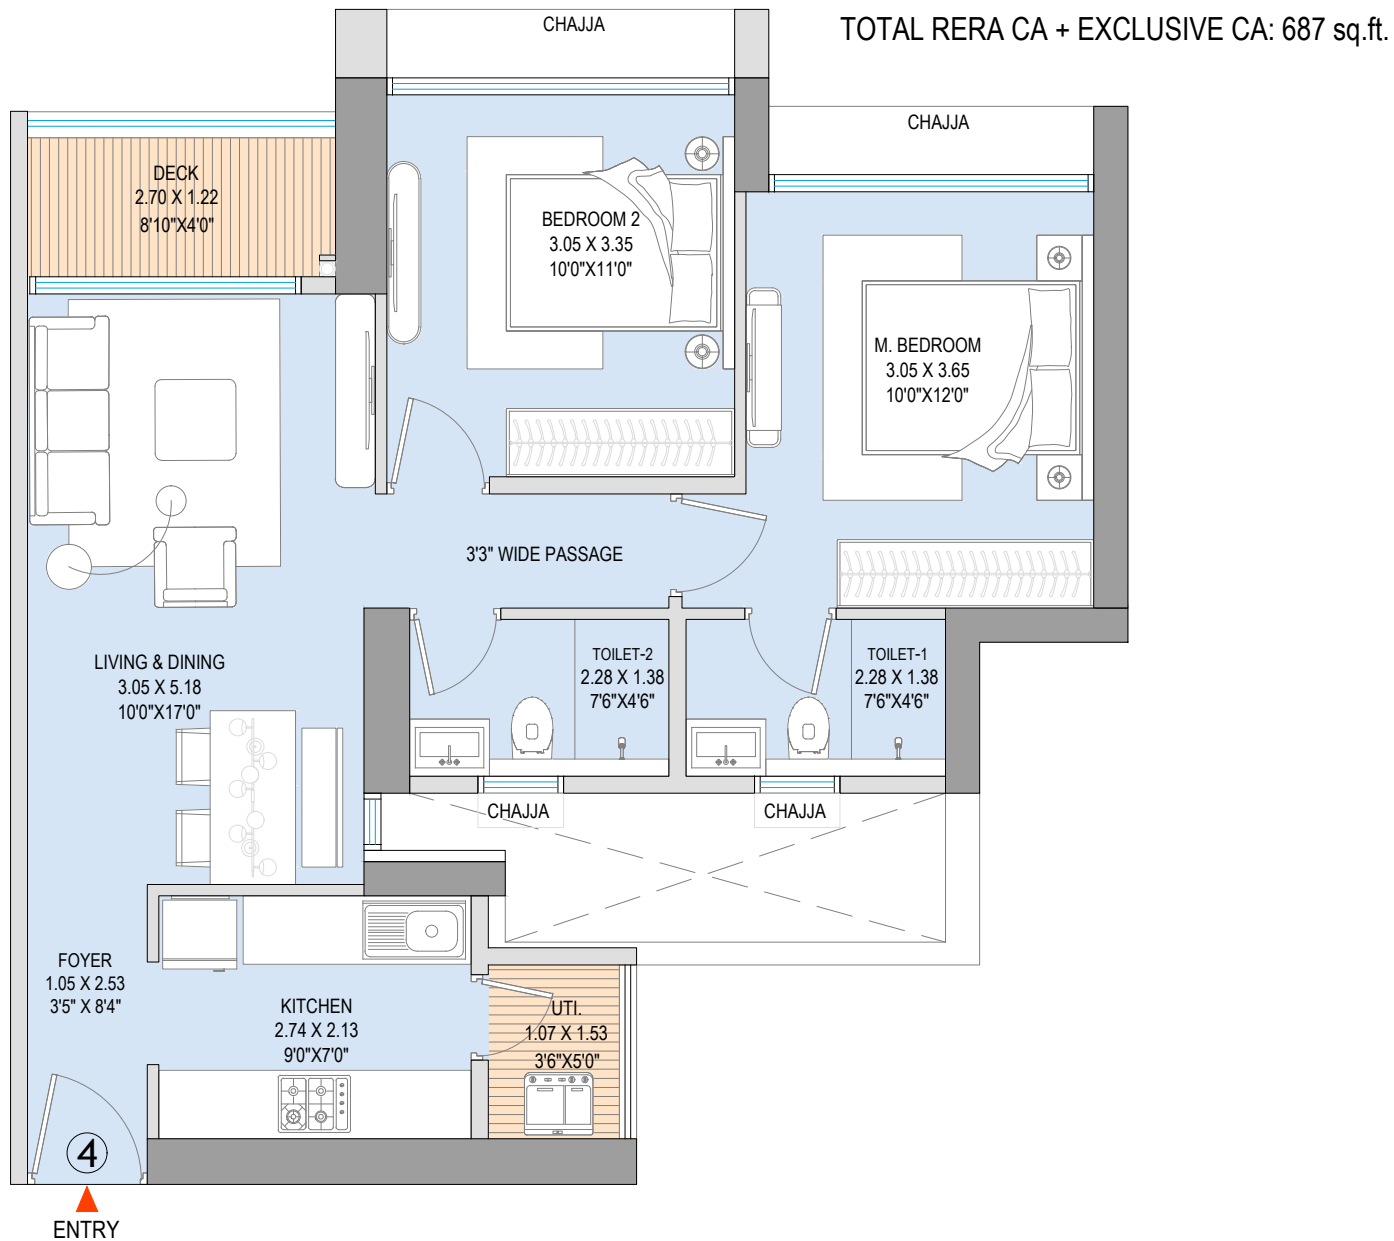 TOTAL RERA CA + EXCLUSIVE CA: 687 sq.ft.
CHAJJA
CHAJJA
DECK
2.70 X 1.22
8'10"X4'0"
BEDROOM 2
3.05 X 3.35
10'0"X11'0"
M. BEDROOM
3.05 X 3.65
10'0"X12'0"
3'3" WIDE PASSAGE
LIVING & DINING
3.05 X 5.18
10'0"X17'0"
TOILET-2
2.28 X 1.38
7'6"X4'6"
TOILET-1
2.28 X 1.38
7'6"X4'6"
CHAJJA
CHAJJA
FOYER
1.05 X 2.53
3'5" X 8'4"
KITCHEN
2.74 X 2.13
9'0"X7'0"
UTI.
1.07 X 1.53
3'6"X5'0"
4
ENTRY